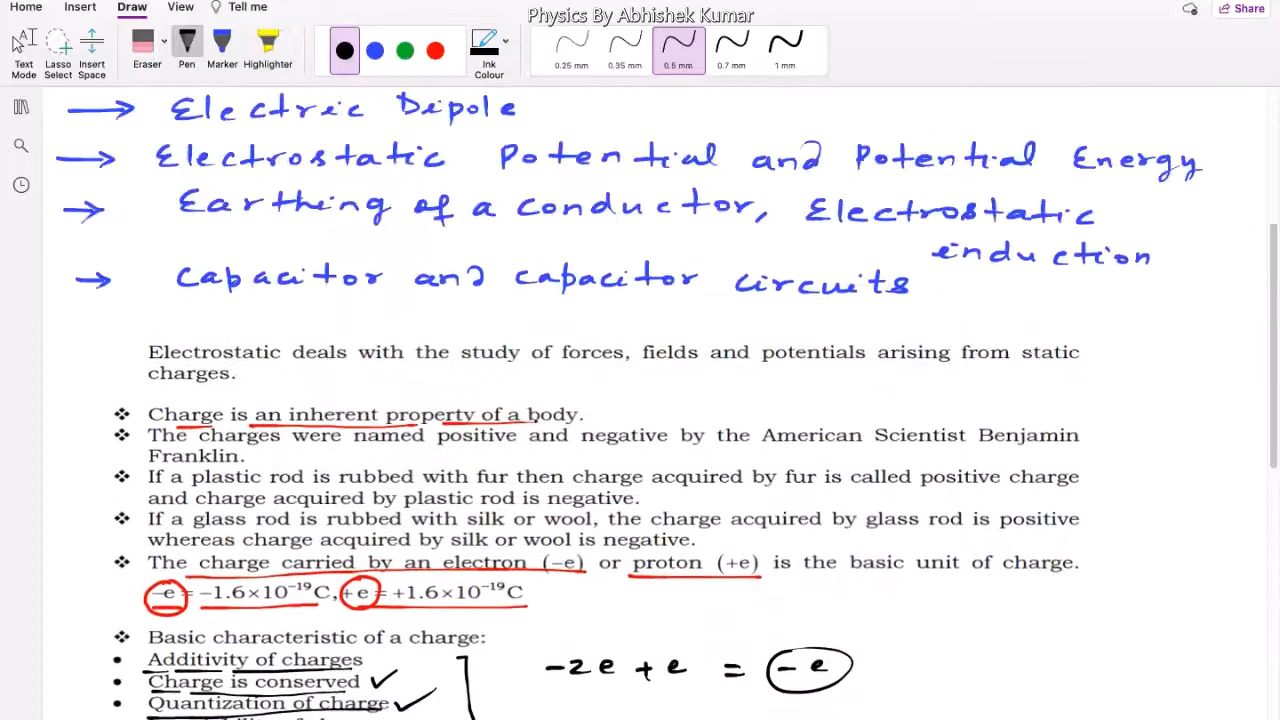 Home Insert Draw View Tell me
Physics By Abhishek Kumar
Share
Text Mode
Lasso Select
Insert Space
Eraser
Pen
Marker
Highlighter
Ink Colour
0.25 mm
0.35 mm
0.5 mm
0.7 mm
1 mm
→ Electric Dipole
→ Electrostatic Potential and Potential Energy
→ Earthing of a conductor, Electrostatic
induction
→ capacitor and capacitor circuits
Electrostatic deals with the study of forces, fields and potentials arising from static
charges.
❖ Charge is an inherent property of a body.
❖ The charges were named positive and negative by the American Scientist Benjamin
Franklin.
❖ If a plastic rod is rubbed with fur then charge acquired by fur is called positive charge
and charge acquired by plastic rod is negative.
❖ If a glass rod is rubbed with silk or wool, the charge acquired by glass rod is positive
whereas charge acquired by silk or wool is negative.
❖ The charge carried by an electron (−e) or proton (+e) is the basic unit of charge.
−e = −1.6×10⁻¹⁹C, +e = +1.6×10⁻¹⁹C
❖ Basic characteristic of a charge:
• Additivity of charges
−2e + e = −e
• Charge is conserved ✓
• Quantization of charge ✓